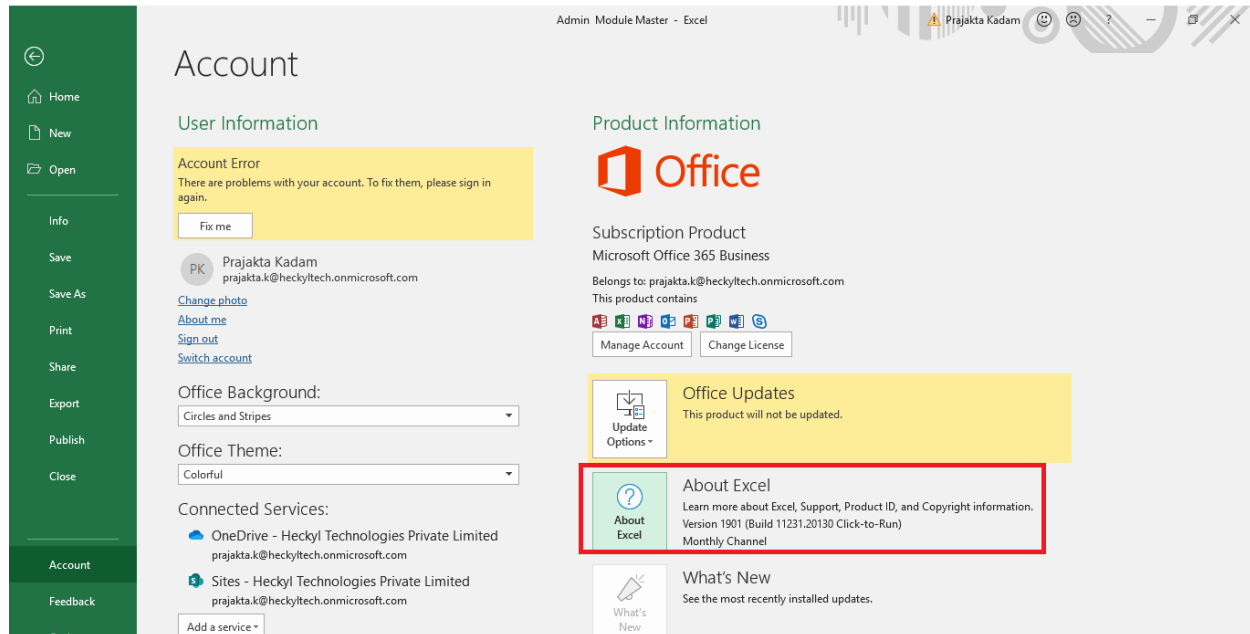 Admin Module Master - Excel
Prajakta Kadam
?
Home
New
Open
Info
Save
Save As
Print
Share
Export
Publish
Close
Account
Feedback
Account
User Information
Account Error
There are problems with your account. To fix them, please sign in
again.
Fix me
PK
Prajakta Kadam
prajakta.k@heckyltech.onmicrosoft.com
Change photo
About me
Sign out
Switch account
Office Background:
Circles and Stripes
Office Theme:
Colorful
Connected Services:
OneDrive - Heckyl Technologies Private Limited
prajakta.k@heckyltech.onmicrosoft.com
Sites - Heckyl Technologies Private Limited
prajakta.k@heckyltech.onmicrosoft.com
Add a service
Product Information
Office
Subscription Product
Microsoft Office 365 Business
Belongs to: prajakta.k@heckyltech.onmicrosoft.com
This product contains
Manage Account
Change License
Update
Options
Office Updates
This product will not be updated.
About
Excel
About Excel
Learn more about Excel, Support, Product ID, and Copyright information.
Version 1901 (Build 11231.20130 Click-to-Run)
Monthly Channel
What's
New
What's New
See the most recently installed updates.